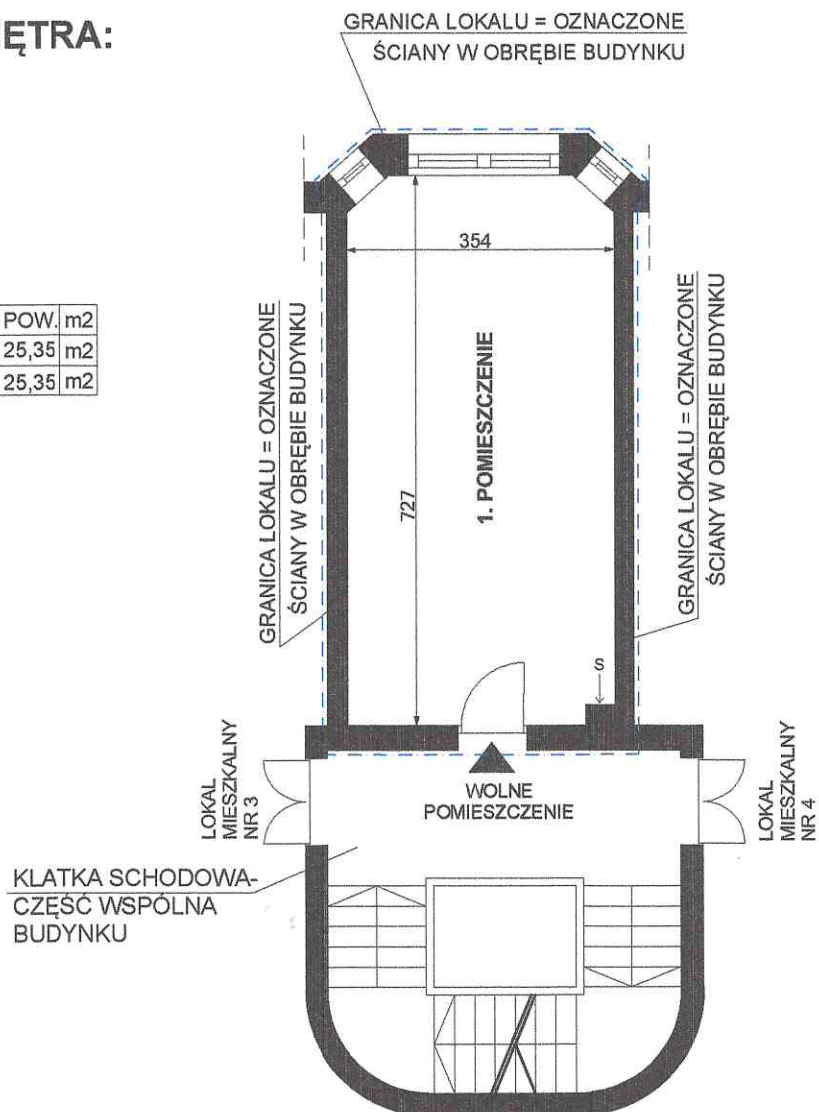 ĘTRA:
GRANICA LOKALU = OZNACZONE
ŚCIANY W OBRĘBIE BUDYNKU
354
POW. m2
25,35 m2
25,35 m2
GRANICA LOKALU = OZNACZONE
ŚCIANY W OBRĘBIE BUDYNKU
727
1. POMIESZCZENIE
GRANICA LOKALU = OZNACZONE
ŚCIANY W OBRĘBIE BUDYNKU
S
LOKAL
MIESZKALNY
NR 3
WOLNE
POMIESZCZENIE
LOKAL
MIESZKALNY
NR 4
KLATKA SCHODOWA-
CZĘŚĆ WSPÓLNA
BUDYNKU